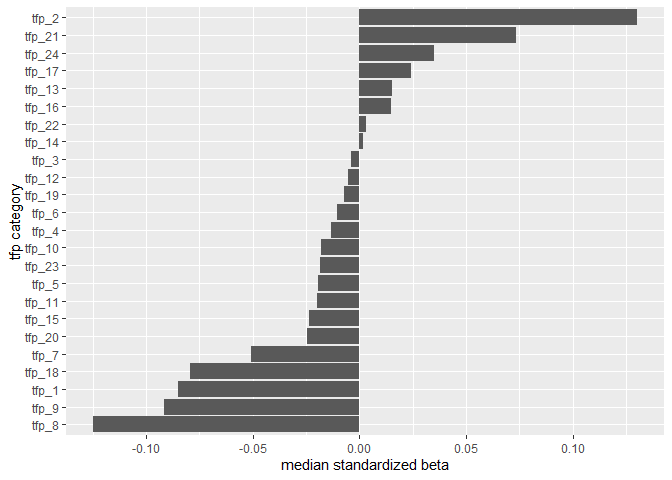 tfp_2
tfp_21
tfp_24
tfp_17
tfp_13
tfp_16
tfp_22
tfp_14
tfp_3
tfp_12
tfp_19
tfp_6
tfp_4
tfp_10
tfp_23
tfp_5
tfp_11
tfp_15
tfp_20
tfp_7
tfp_18
tfp_1
tfp_9
tfp_8
tfp category
-0.10 -0.05 0.00 0.05 0.10
median standardized beta